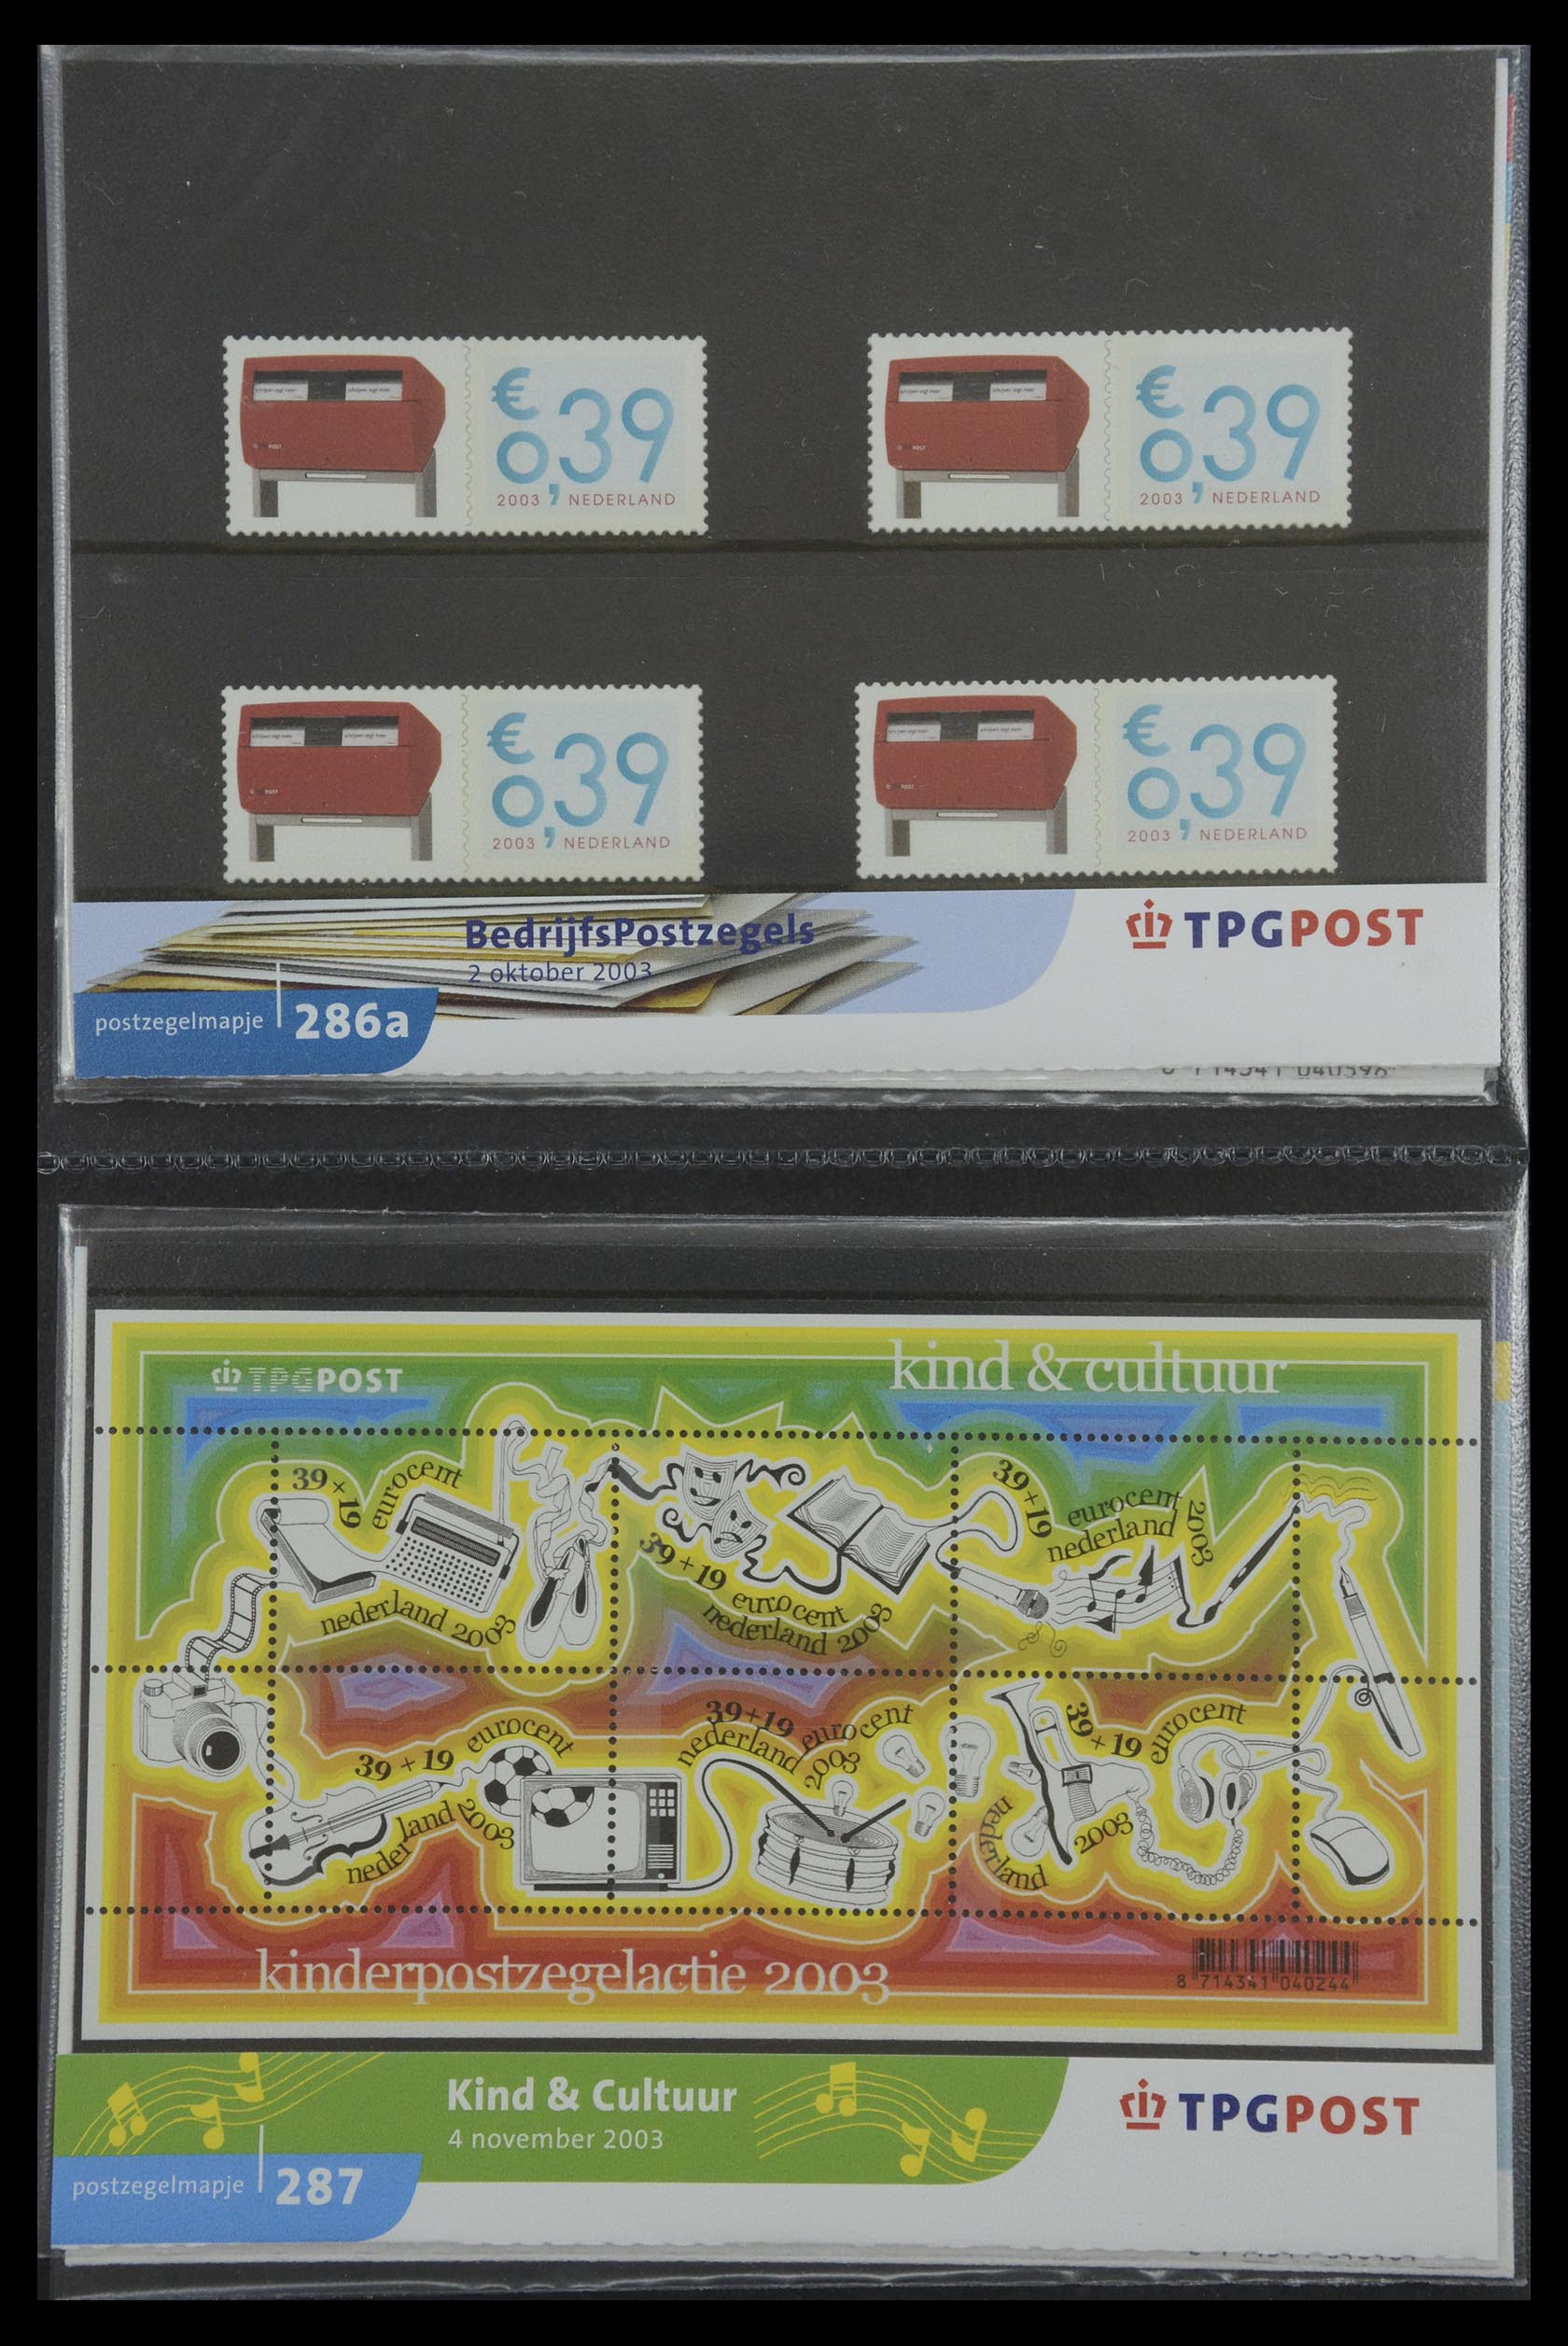 €
0,39
2003 NEDERLAND
€
0,39
2003 NEDERLAND
€
0,39
2003 NEDERLAND
€
0,39
2003 NEDERLAND
BedrijfsPostzegels
2 oktober 2003
TPGPOST
postzegelmapje 286a
TPGPOST
kind & cultuur
39+19 eurocent
nederland 2003
39+19 eurocent
nederland 2003
39+19 eurocent
nederland 2003
39+19 eurocent
nederland 2003
39+19 eurocent
nederland 2003
39+19 eurocent
nederland 2003
kinderpostzegelactie 2003
8 714341 040244
Kind & Cultuur
4 november 2003
TPGPOST
postzegelmapje 287